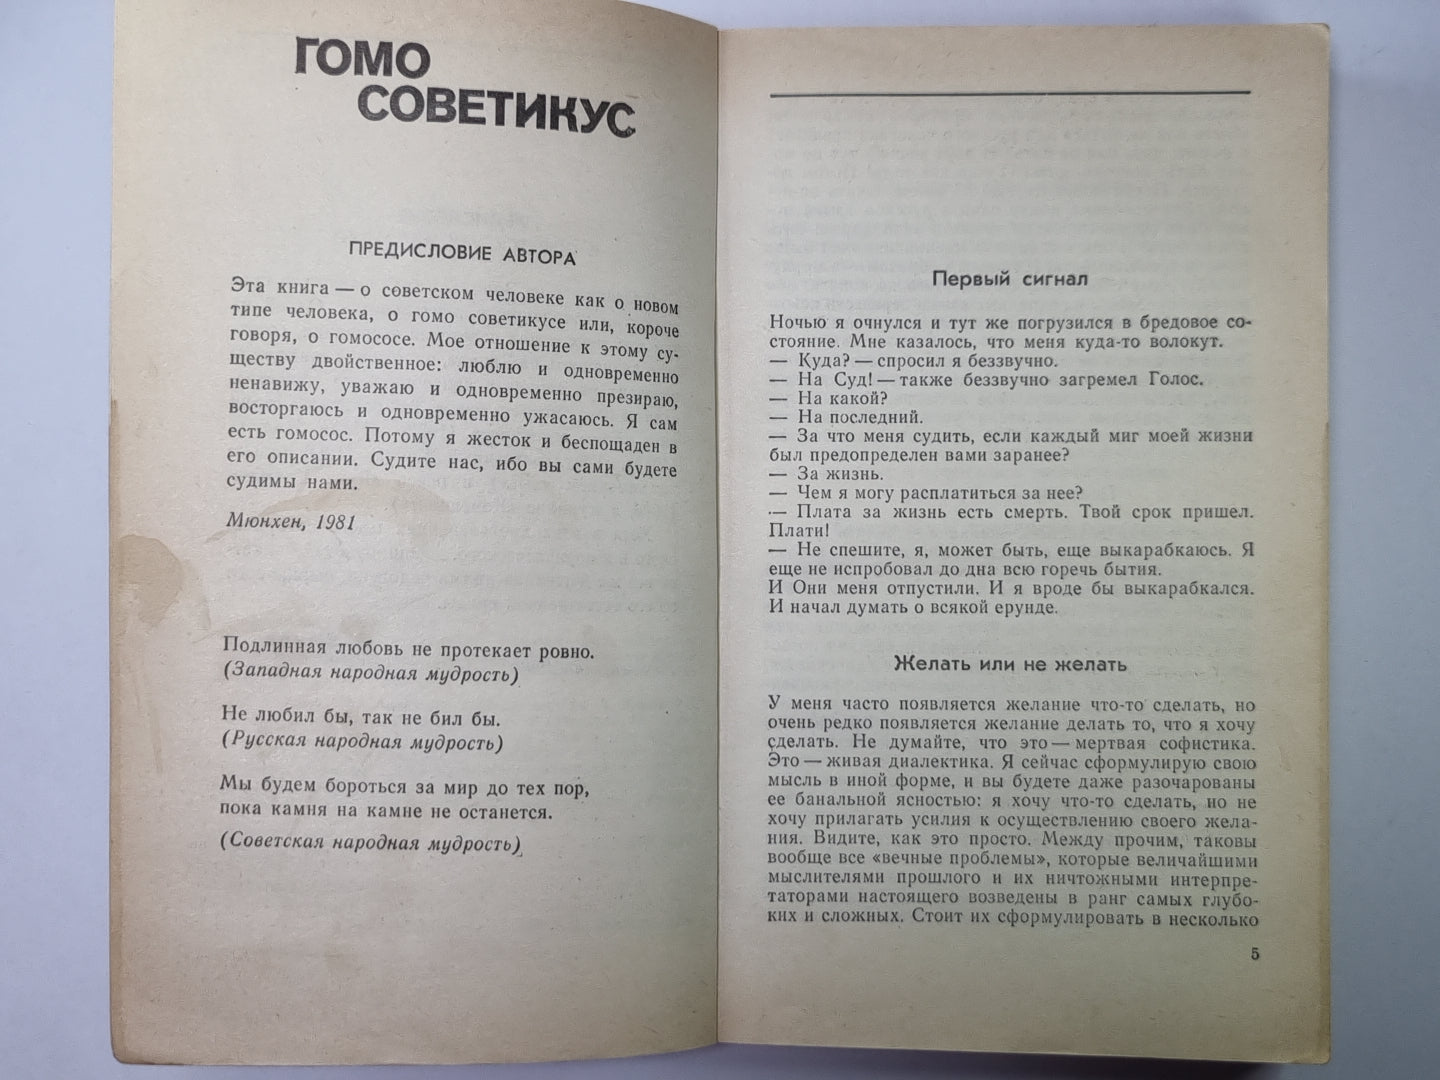 ГОМО
СОВЕТИКУС
ПРЕДИСЛОВИЕ АВТОРА
Эта книга — о советском человеке как о новом
типе человека, о гомо советикусе или, короче
говоря, о гомососе. Мое отношение к этому су-
ществу двойственное: люблю и одновременно
ненавижу, уважаю и одновременно презираю,
восторгаюсь и одновременно ужасаюсь. Я сам
есть гомосос. Потому я жесток и беспощаден в
его описании. Судите нас, ибо вы сами будете
судимы нами.
Мюнхен, 1981
Подлинная любовь не протекает ровно.
(Западная народная мудрость)
Не любил бы, так не бил бы.
(Русская народная мудрость)
Мы будем бороться за мир до тех пор,
пока камня на камне не останется.
(Советская народная мудрость)
Первый сигнал
Ночью я очнулся и тут же погрузился в бредовое со-
стояние. Мне казалось, что меня куда-то волокут.
— Куда? — спросил я беззвучно.
— На Суд! — также беззвучно загремел Голос.
— На какой?
— На последний.
— За что меня судить, если каждый миг моей жизни
был предопределен вами заранее?
— За жизнь.
— Чем я могу расплатиться за нее?
— Плата за жизнь есть смерть. Твой срок пришел.
Плати!
— Не спешите, я, может быть, еще выкарабкаюсь. Я
еще не испробовал до дна всю горечь бытия.
И Они меня отпустили. И я вроде бы выкарабкался.
И начал думать о всякой ерунде.
Желать или не желать
У меня часто появляется желание что-то сделать, но
очень редко появляется желание делать то, что я хочу
сделать. Не думайте, что это — мертвая софистика.
Это — живая диалектика. Я сейчас сформулирую свою
мысль в иной форме, и вы будете даже разочарованы
ее банальной ясностью: я хочу что-то сделать, но не
хочу прилагать усилия к осуществлению своего жела-
ния. Видите, как это просто. Между прочим, таковы
вообще все «вечные проблемы», которые величайшими
мыслителями прошлого и их ничтожными интерпре-
таторами настоящего возведены в ранг самых глубо-
ких и сложных. Стоит их сформулировать в несколько
5